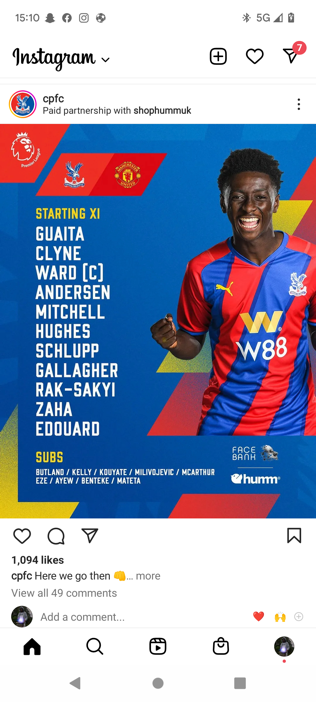 15:10
5G
Instagram
7
cpfc
Paid partnership with shophummuk
Premier League
STARTING XI
GUAITA
CLYNE
WARD (C)
ANDERSEN
MITCHELL
HUGHES
SCHLUPP
GALLAGHER
RAK-SAKYI
ZAHA
EDOUARD
W88
SUBS
BUTLAND / KELLY / KOUYATE / MILIVOJEVIC / MCARTHUR
EZE / AYEW / BENTEKE / MATETA
FACE
BANK
humm
1,094 likes
cpfc Here we go then 👊... more
View all 49 comments
Add a comment...